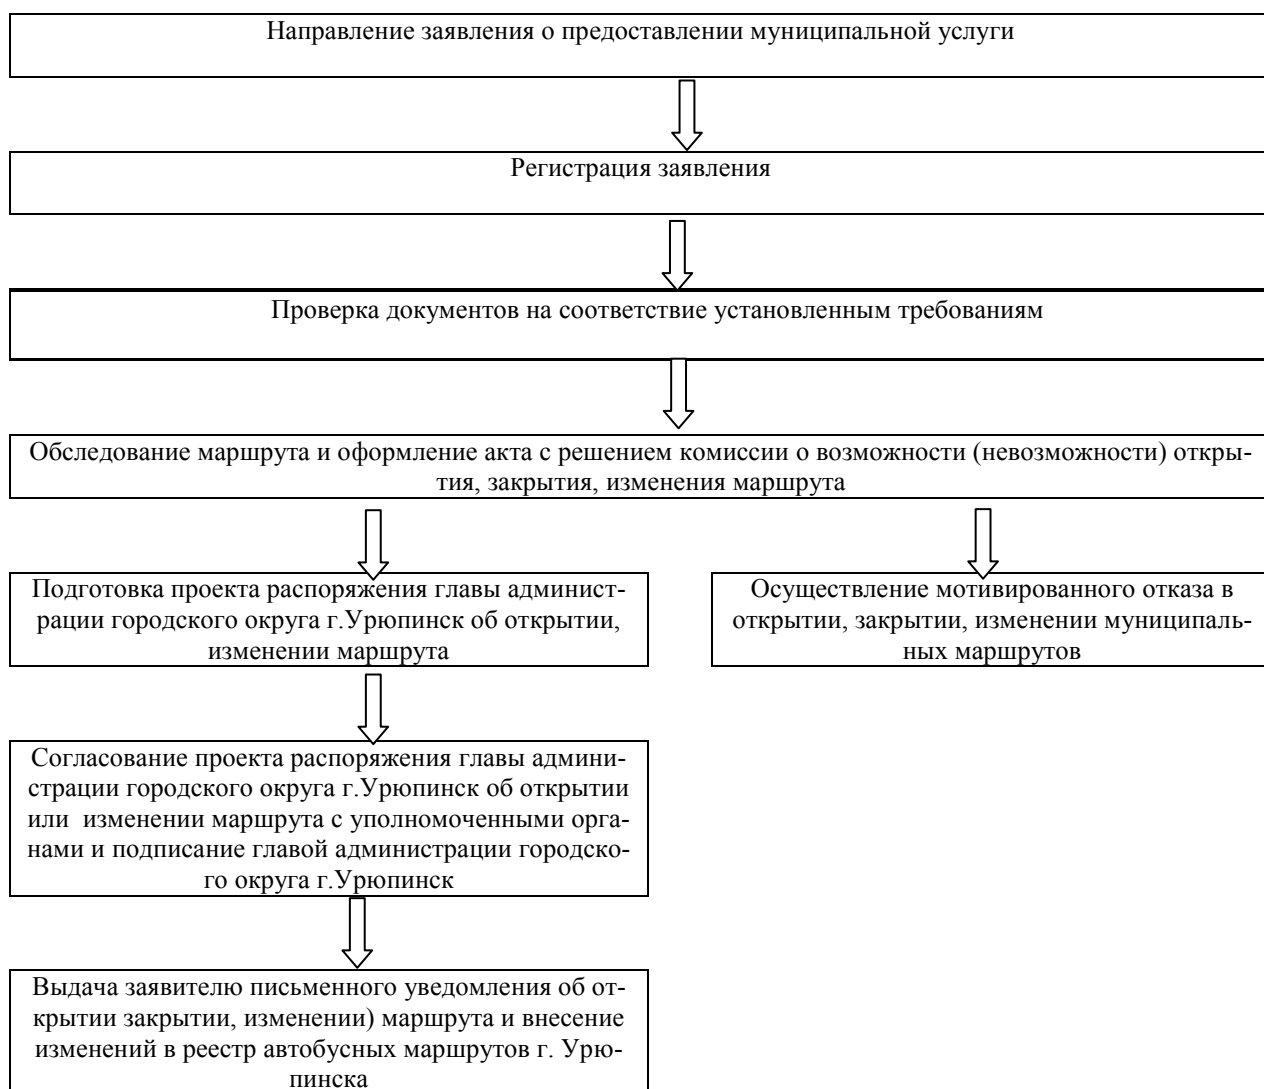 Направление заявления о предоставлении муниципальной услуги
Регистрация заявления
Проверка документов на соответствие установленным требованиям
Обследование маршрута и оформление акта с решением комиссии о возможности (невозможности) откры-
тия, закрытия, изменения маршрута
Подготовка проекта распоряжения главы админист-
рации городского округа г.Урюпинск об открытии,
изменении маршрута
Осуществление мотивированного отказа в
открытии, закрытии, изменении муниципаль-
ных маршрутов
Согласование проекта распоряжения главы админи-
страции городского округа г.Урюпинск об открытии
или  изменении маршрута с уполномоченными орга-
нами и подписание главой администрации городско-
го округа г.Урюпинск
Выдача заявителю письменного уведомления об от-
крытии закрытии, изменении) маршрута и внесение
изменений в реестр автобусных маршрутов г. Урю-
пинска